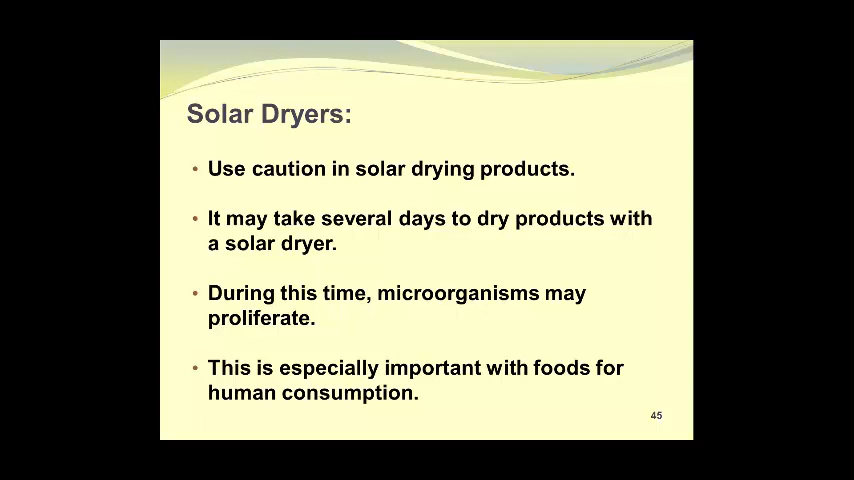 Solar Dryers:
• Use caution in solar drying products.
• It may take several days to dry products with
a solar dryer.
• During this time, microorganisms may
proliferate.
• This is especially important with foods for
human consumption.
45